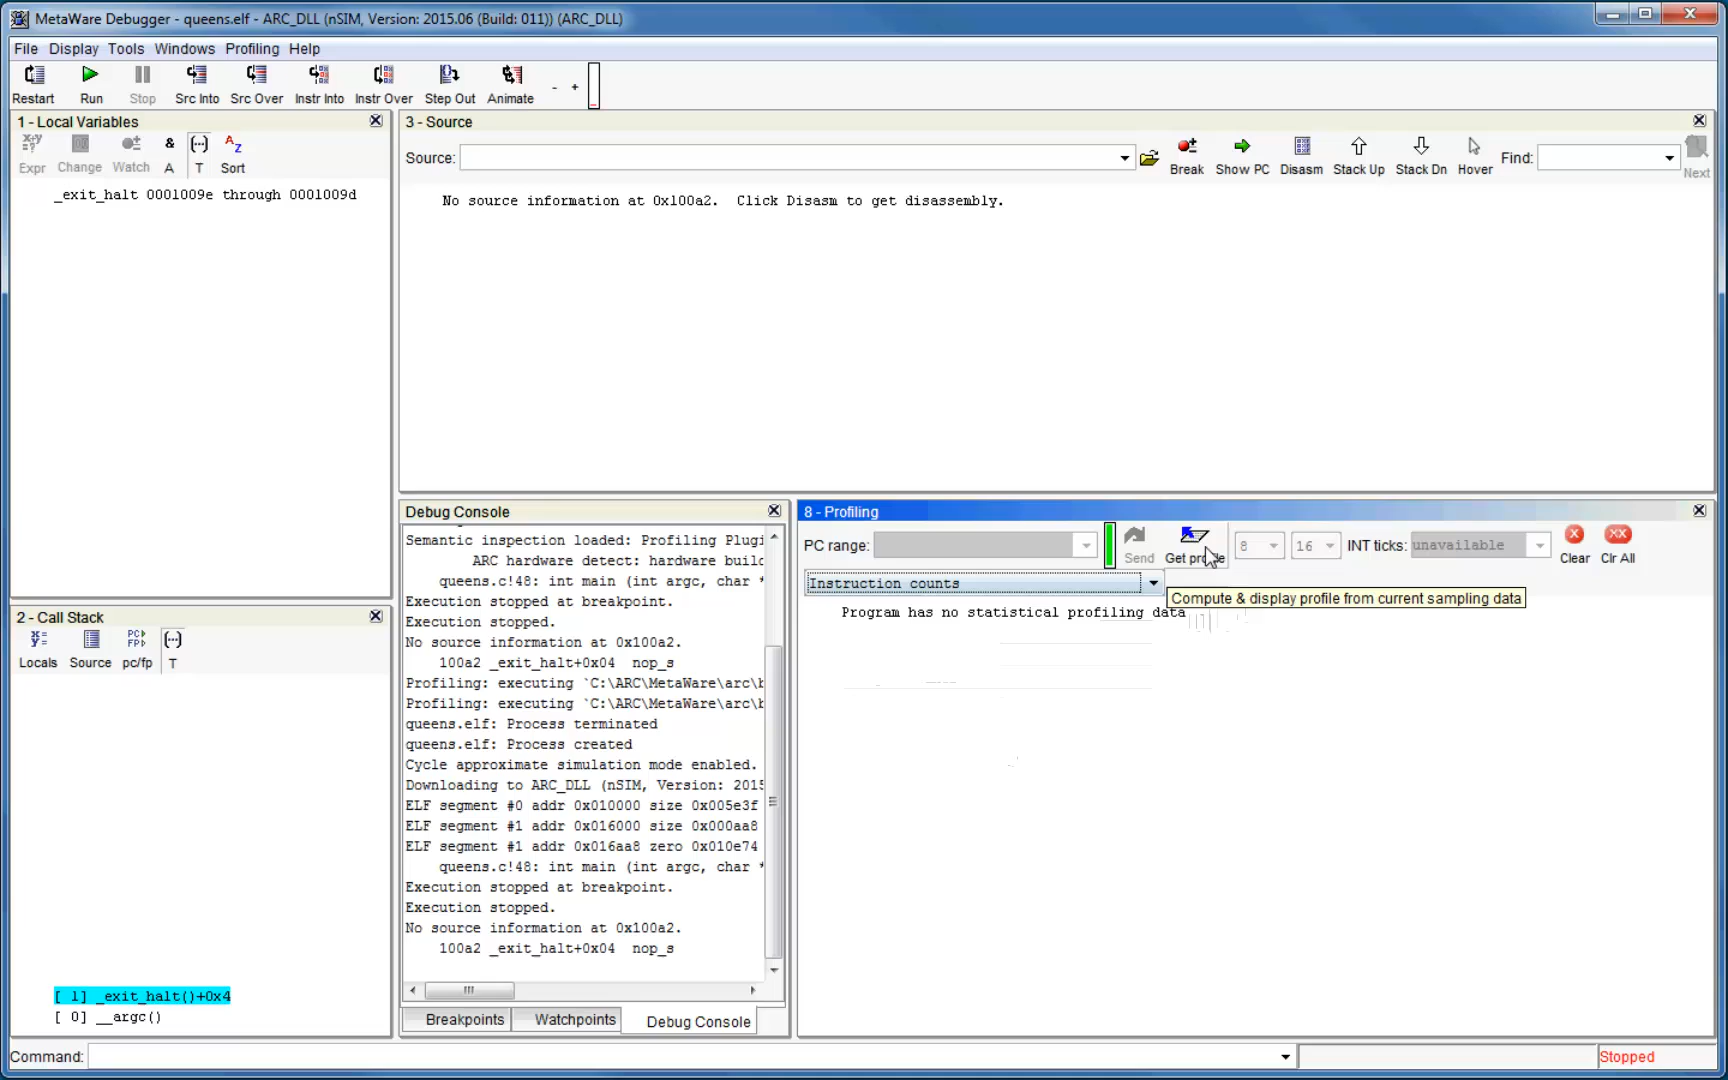 MetaWare Debugger - queens.elf - ARC_DLL (nSIM, Version: 2015.06 (Build: 011)) (ARC_DLL)
File Display Tools Windows Profiling Help
Restart Run Stop Src Into Src Over Instr Into Instr Over Step Out Animate - +
1 - Local Variables
Expr Change Watch & A T Sort
_exit_halt 0001009e through 0001009d
3 - Source
Source: Break Show PC Disasm Stack Up Stack Dn Hover Find: Next
No source information at 0x100a2. Click Disasm to get disassembly.
2 - Call Stack
Locals Source pc/fp T
[ 1] _exit_halt()+0x4
[ 0] __argc()
Debug Console
Semantic inspection loaded: Profiling Plugi
ARC hardware detect: hardware build
queens.c!48: int main (int argc, char *
Execution stopped at breakpoint.
Execution stopped.
No source information at 0x100a2.
100a2 _exit_halt+0x04 nop_s
Profiling: executing `C:\ARC\MetaWare\arc\b
Profiling: executing `C:\ARC\MetaWare\arc\b
queens.elf: Process terminated
queens.elf: Process created
Cycle approximate simulation mode enabled.
Downloading to ARC_DLL (nSIM, Version: 2015
ELF segment #0 addr 0x010000 size 0x005e3f
ELF segment #1 addr 0x016000 size 0x000aa8
ELF segment #1 addr 0x016aa8 zero 0x010e74
queens.c!48: int main (int argc, char *
Execution stopped at breakpoint.
Execution stopped.
No source information at 0x100a2.
100a2 _exit_halt+0x04 nop_s
Breakpoints Watchpoints Debug Console
8 - Profiling
PC range: Send Get profile 8 16 INT ticks: unavailable Clear Clr All
Instruction counts
Compute & display profile from current sampling data
Program has no statistical profiling data
Command: Stopped